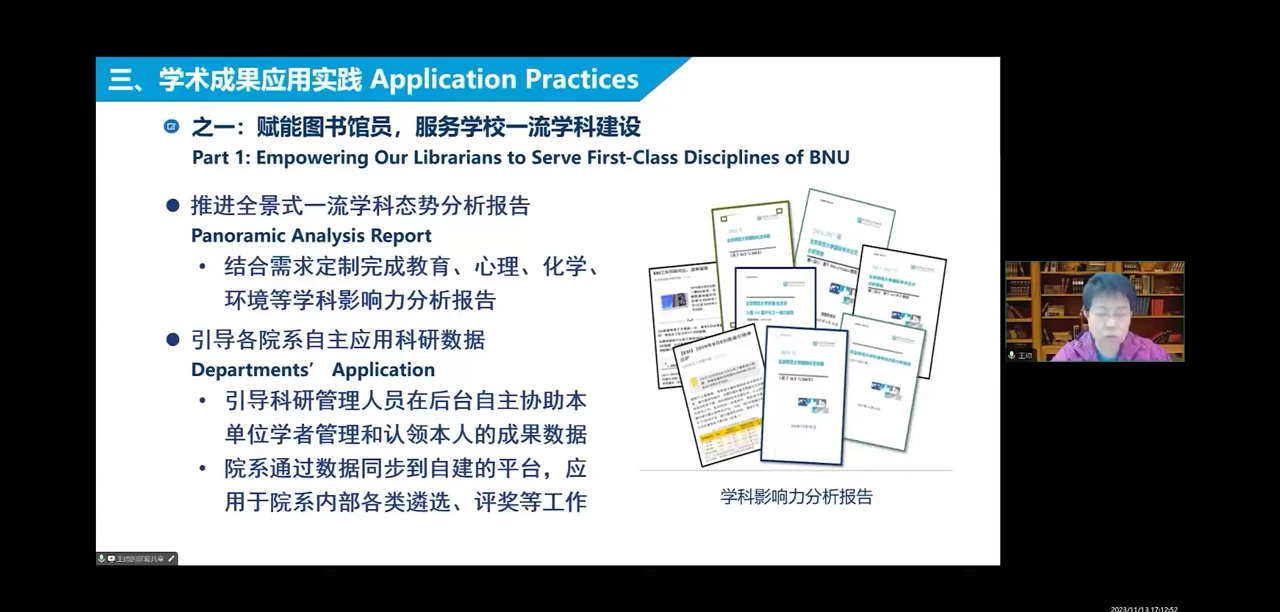 三、学术成果应用实践 Application Practices
之一：赋能图书馆员，服务学校一流学科建设
Part 1: Empowering Our Librarians to Serve First-Class Disciplines of BNU
● 推进全景式一流学科态势分析报告
Panoramic Analysis Report
• 结合需求定制完成教育、心理、化学、
环境等学科影响力分析报告
● 引导各院系自主应用科研数据
Departments’ Application
• 引导科研管理人员在后台自主协助本
单位学者管理和认领本人的成果数据
• 院系通过数据同步到自建的平台，应
用于院系内部各类遴选、评奖等工作
学科影响力分析报告
2023/11/13 17:12:52